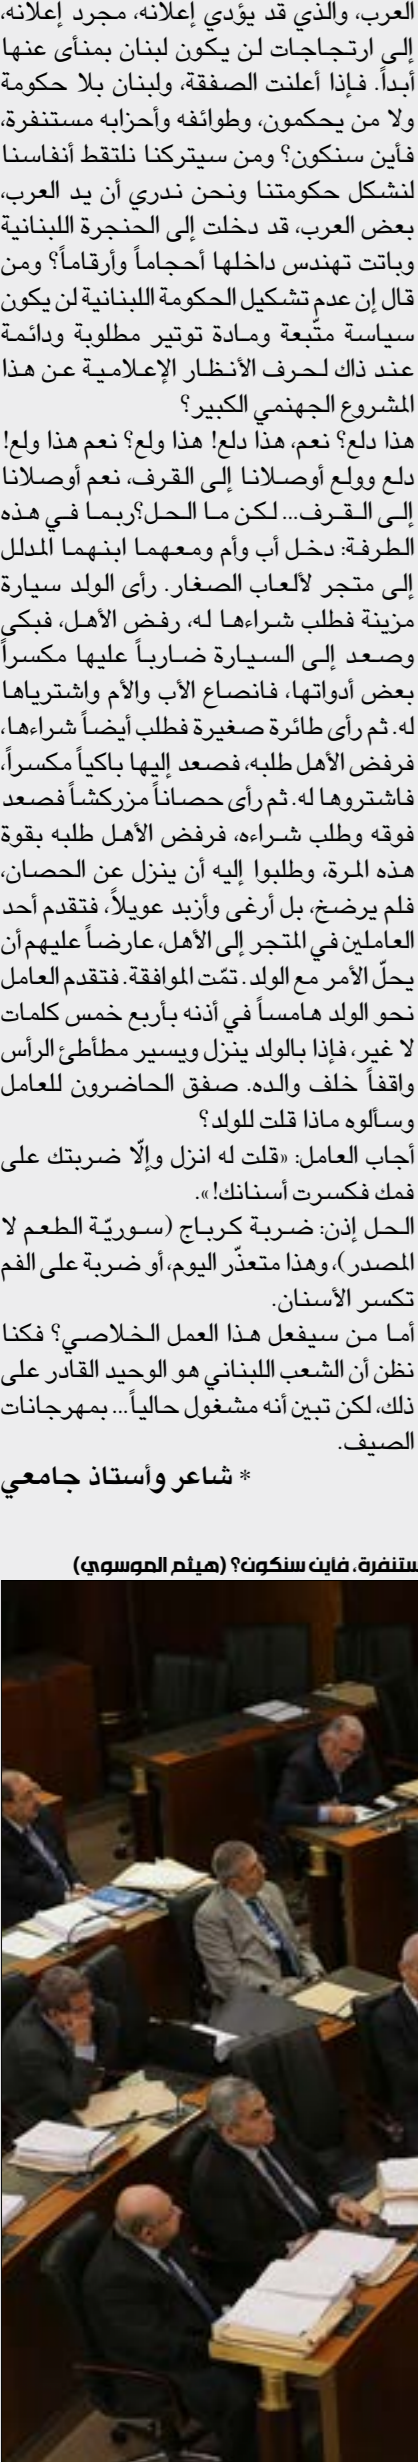 العرب، والذي قد يؤدي إعلانه، مجرد إعلانه،
إلى ارتجاجات لن يكون لبنان بمنأى عنها
أبداً. فإذا أعلنت الصفقة، ولبنان بلا حكومة
ولا من يحكمون، وطوائفه وأحزابه مستنفرة،
فأين سنكون؟ ومن سيتركنا نلتقط أنفاسنا
لنشكل حكومتنا ونحن ندري أن يد العرب،
بعض العرب، قد دخلت إلى الحنجرة اللبنانية
وباتت تهندس داخلها أحجاماً وأرقاماً؟ ومن
قال إن عدم تشكيل الحكومة اللبنانية لن يكون
سياسة متّبعة ومادة توتير مطلوبة ودائمة
عند ذاك لحرف الأنظار الإعلامية عن هذا
المشروع الجهنمي الكبير؟
هذا دلع؟ نعم، هذا دلع! هذا ولع؟ نعم هذا ولع!
دلع وولع أوصلانا إلى القرف، نعم أوصلانا
إلى القرف... لكن ما الحل؟ربما في هذه
الطرفة: دخل أب وأم ومعهما ابنهما المدلل
إلى متجر لألعاب الصغار. رأى الولد سيارة
مزينة فطلب شراءها له، رفض الأهل، فبكى
وصعد إلى السيارة ضارباً عليها مكسراً
بعض أدواتها، فانصاع الأب والأم واشترياها
له. ثم رأى طائرة صغيرة فطلب أيضاً شراءها،
فرفض الأهل طلبه، فصعد إليها باكياً مكسراً،
فاشتروها له. ثم رأى حصاناً مزركشاً فصعد
فوقه وطلب شراءه، فرفض الأهل طلبه بقوة
هذه المرة، وطلبوا إليه أن ينزل عن الحصان،
فلم يرضخ، بل أرغى وأزبد عويلاً، فتقدم أحد
العاملين في المتجر إلى الأهل، عارضاً عليهم أن
يحلّ الأمر مع الولد. تمّت الموافقة. فتقدم العامل
نحو الولد هامساً في أذنه بأربع خمس كلمات
لا غير، فإذا بالولد ينزل ويسير مطأطئ الرأس
واقفاً خلف والده. صفق الحاضرون للعامل
وسألوه ماذا قلت للولد؟
أجاب العامل: «قلت له انزل وإلّا ضربتك على
فمك فكسرت أسنانك!».
الحل إذن: ضربة كرباج (سوريّة الطعم لا
المصدر)، وهذا متعذّر اليوم، أو ضربة على الفم
تكسر الأسنان.
أما من سيفعل هذا العمل الخلاصي؟ فكنا
نظن أن الشعب اللبناني هو الوحيد القادر على
ذلك، لكن تبين أنه مشغول حالياً... بمهرجانات
الصيف.
* شاعر وأستاذ جامعي
ستنفرة، فأين سنكون؟ (هيثم الموسوي)